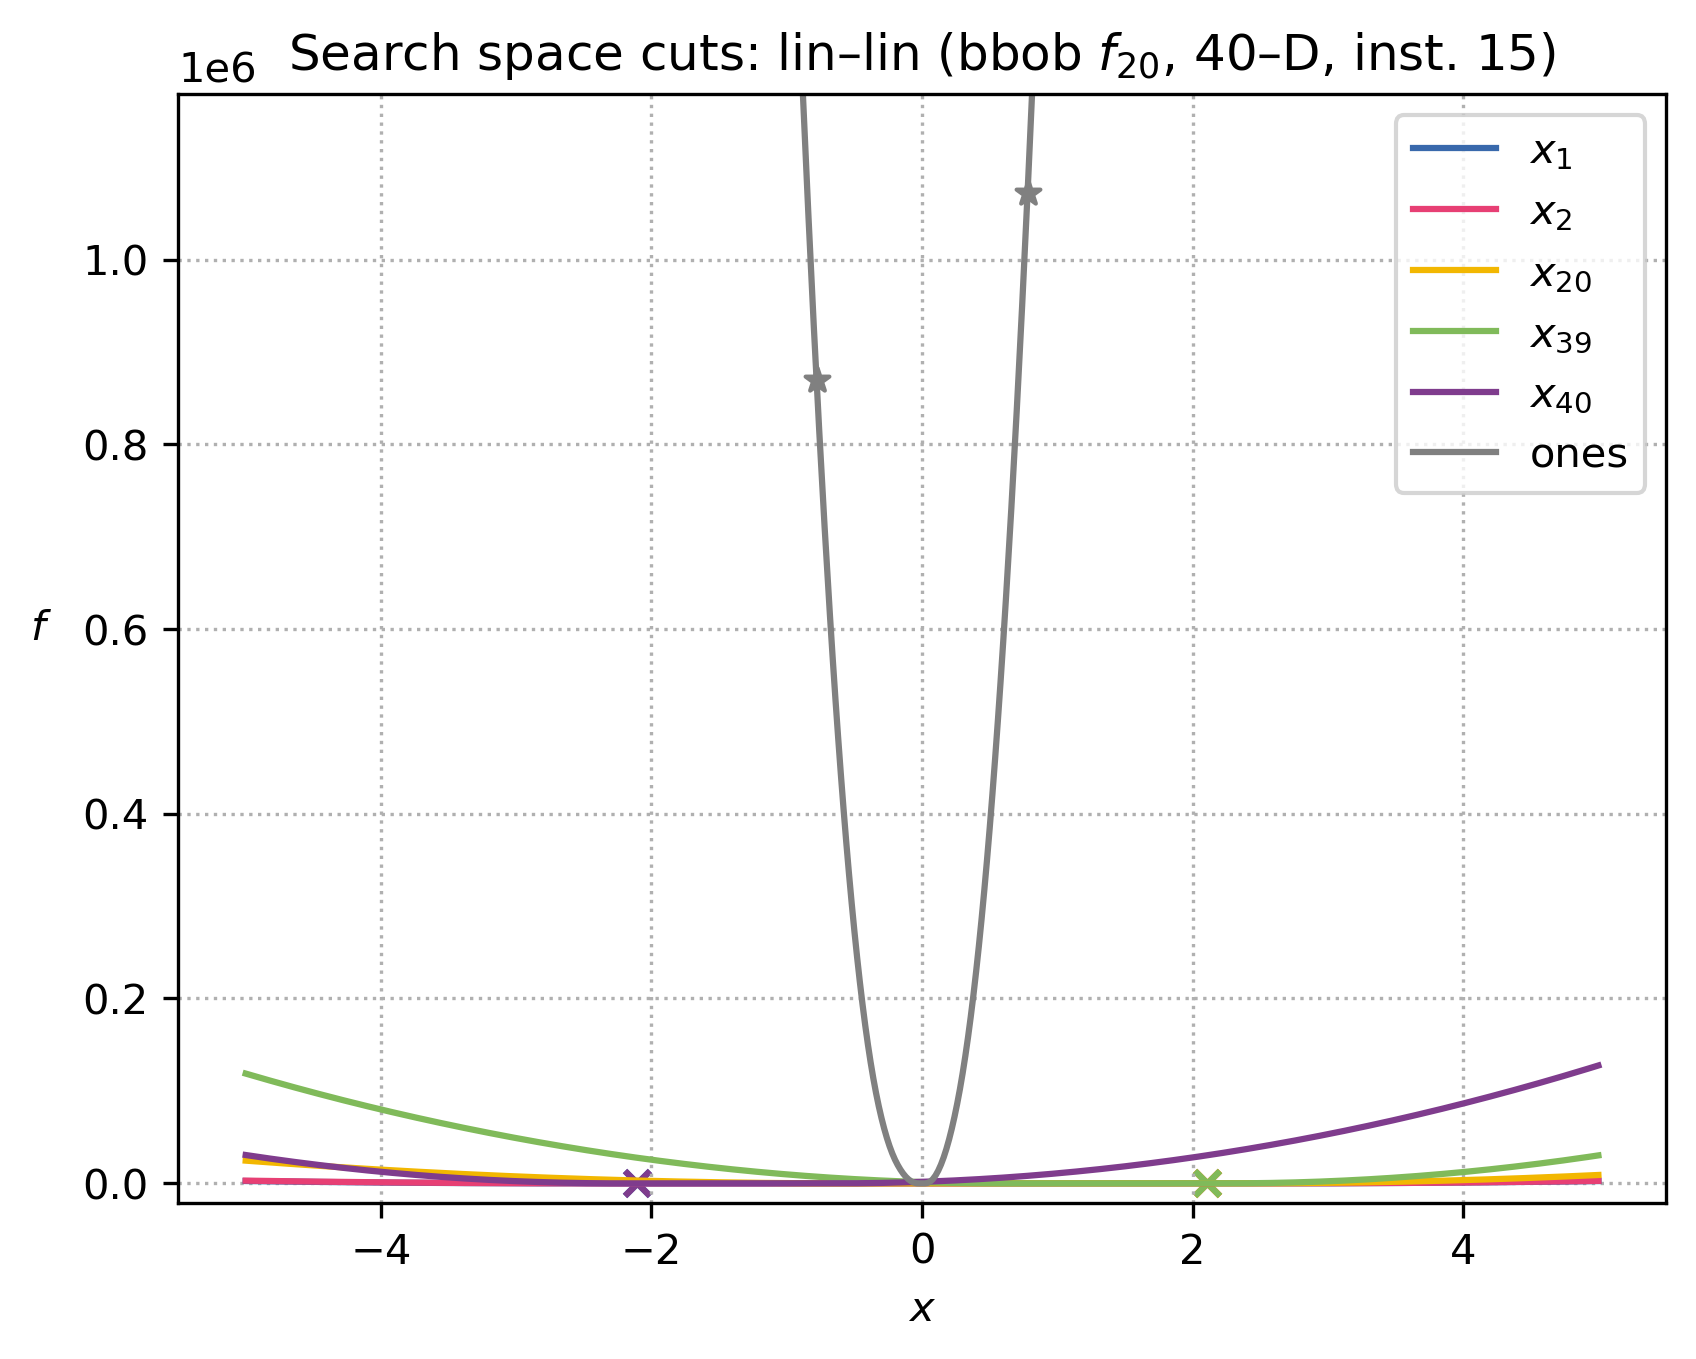 Search space cuts: lin–lin (bbob f₂₀, 40–D, inst. 15)
1e6
1.0
0.8
0.6
0.4
0.2
0.0
f
−4 −2 0 2 4
x
x₁
x₂
x₂₀
x₃₉
x₄₀
ones